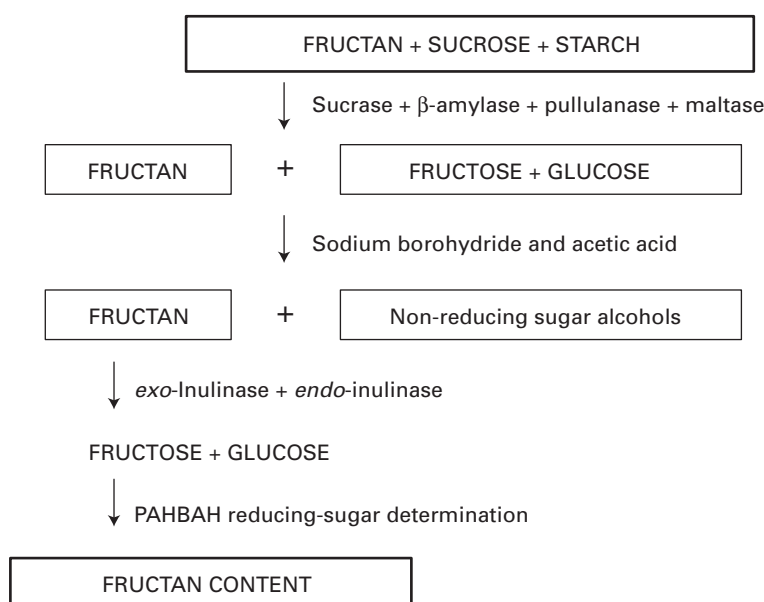 FRUCTAN + SUCROSE + STARCH
Sucrase + β-amylase + pullulanase + maltase
FRUCTAN + FRUCTOSE + GLUCOSE
Sodium borohydride and acetic acid
FRUCTAN + Non-reducing sugar alcohols
exo-Inulinase + endo-inulinase
FRUCTOSE + GLUCOSE
PAHBAH reducing-sugar determination
FRUCTAN CONTENT